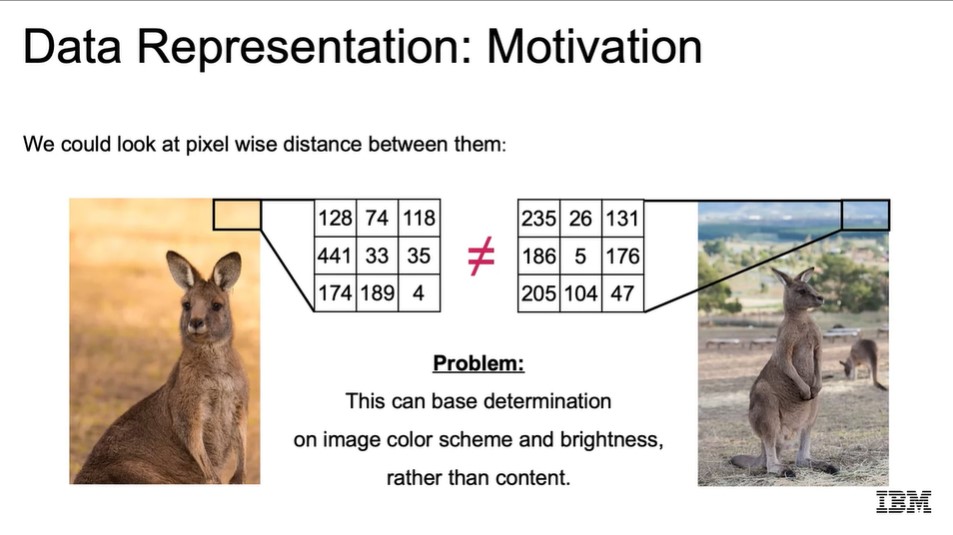 Data Representation: Motivation
We could look at pixel wise distance between them:
128 74 118
441 33 35
174 189 4
≠
235 26 131
186 5 176
205 104 47
Problem:
This can base determination
on image color scheme and brightness,
rather than content.
IBM